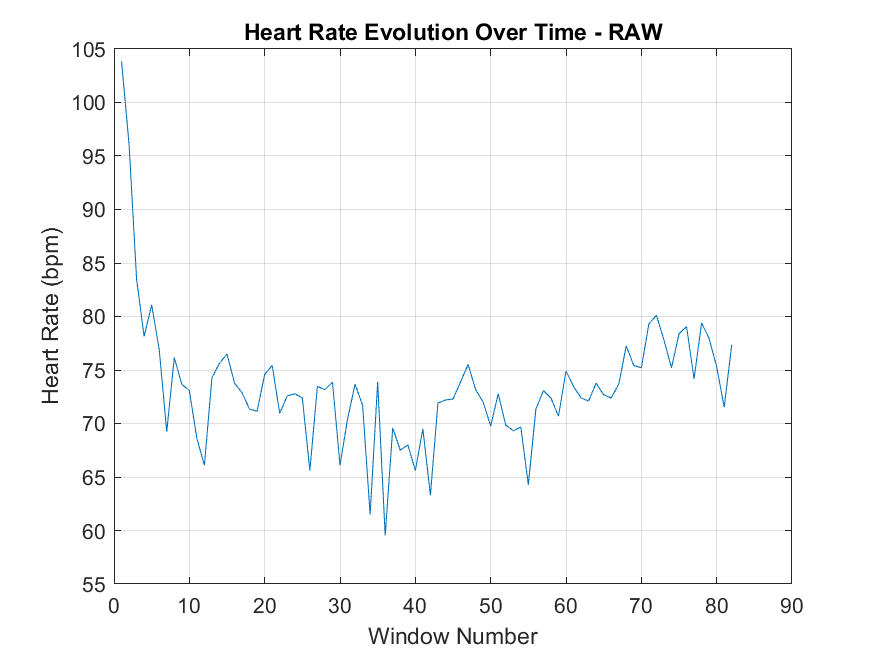 Heart Rate Evolution Over Time - RAW
105
100
95
90
85
80
75
70
65
60
55
Heart Rate (bpm)
0 10 20 30 40 50 60 70 80 90
Window Number